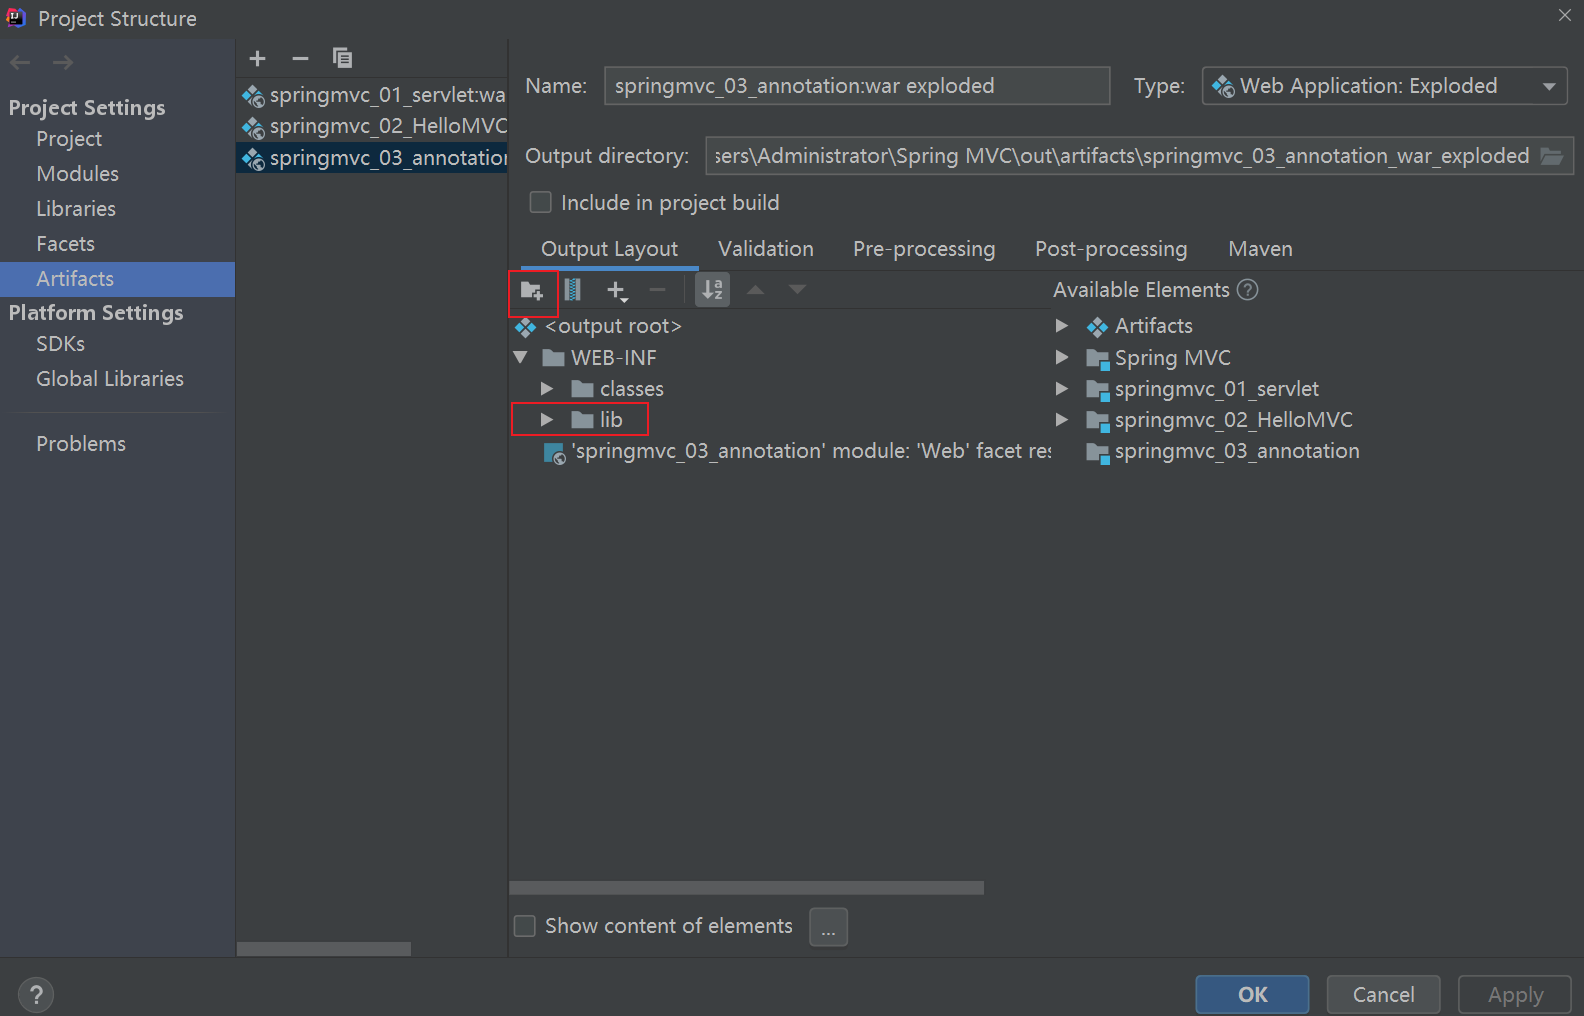 Project Structure
Project Settings
Project
Modules
Libraries
Facets
Artifacts
Platform Settings
SDKs
Global Libraries
Problems
springmvc_01_servlet:wa
springmvc_02_HelloMVC
springmvc_03_annotation
Name: springmvc_03_annotation:war exploded
Type: Web Application: Exploded
Output directory: sers\Administrator\Spring MVC\out\artifacts\springmvc_03_annotation_war_exploded
Include in project build
Output Layout Validation Pre-processing Post-processing Maven
<output root>
WEB-INF
classes
lib
'springmvc_03_annotation' module: 'Web' facet res
Available Elements ?
Artifacts
Spring MVC
springmvc_01_servlet
springmvc_02_HelloMVC
springmvc_03_annotation
Show content of elements ...
? OK Cancel Apply